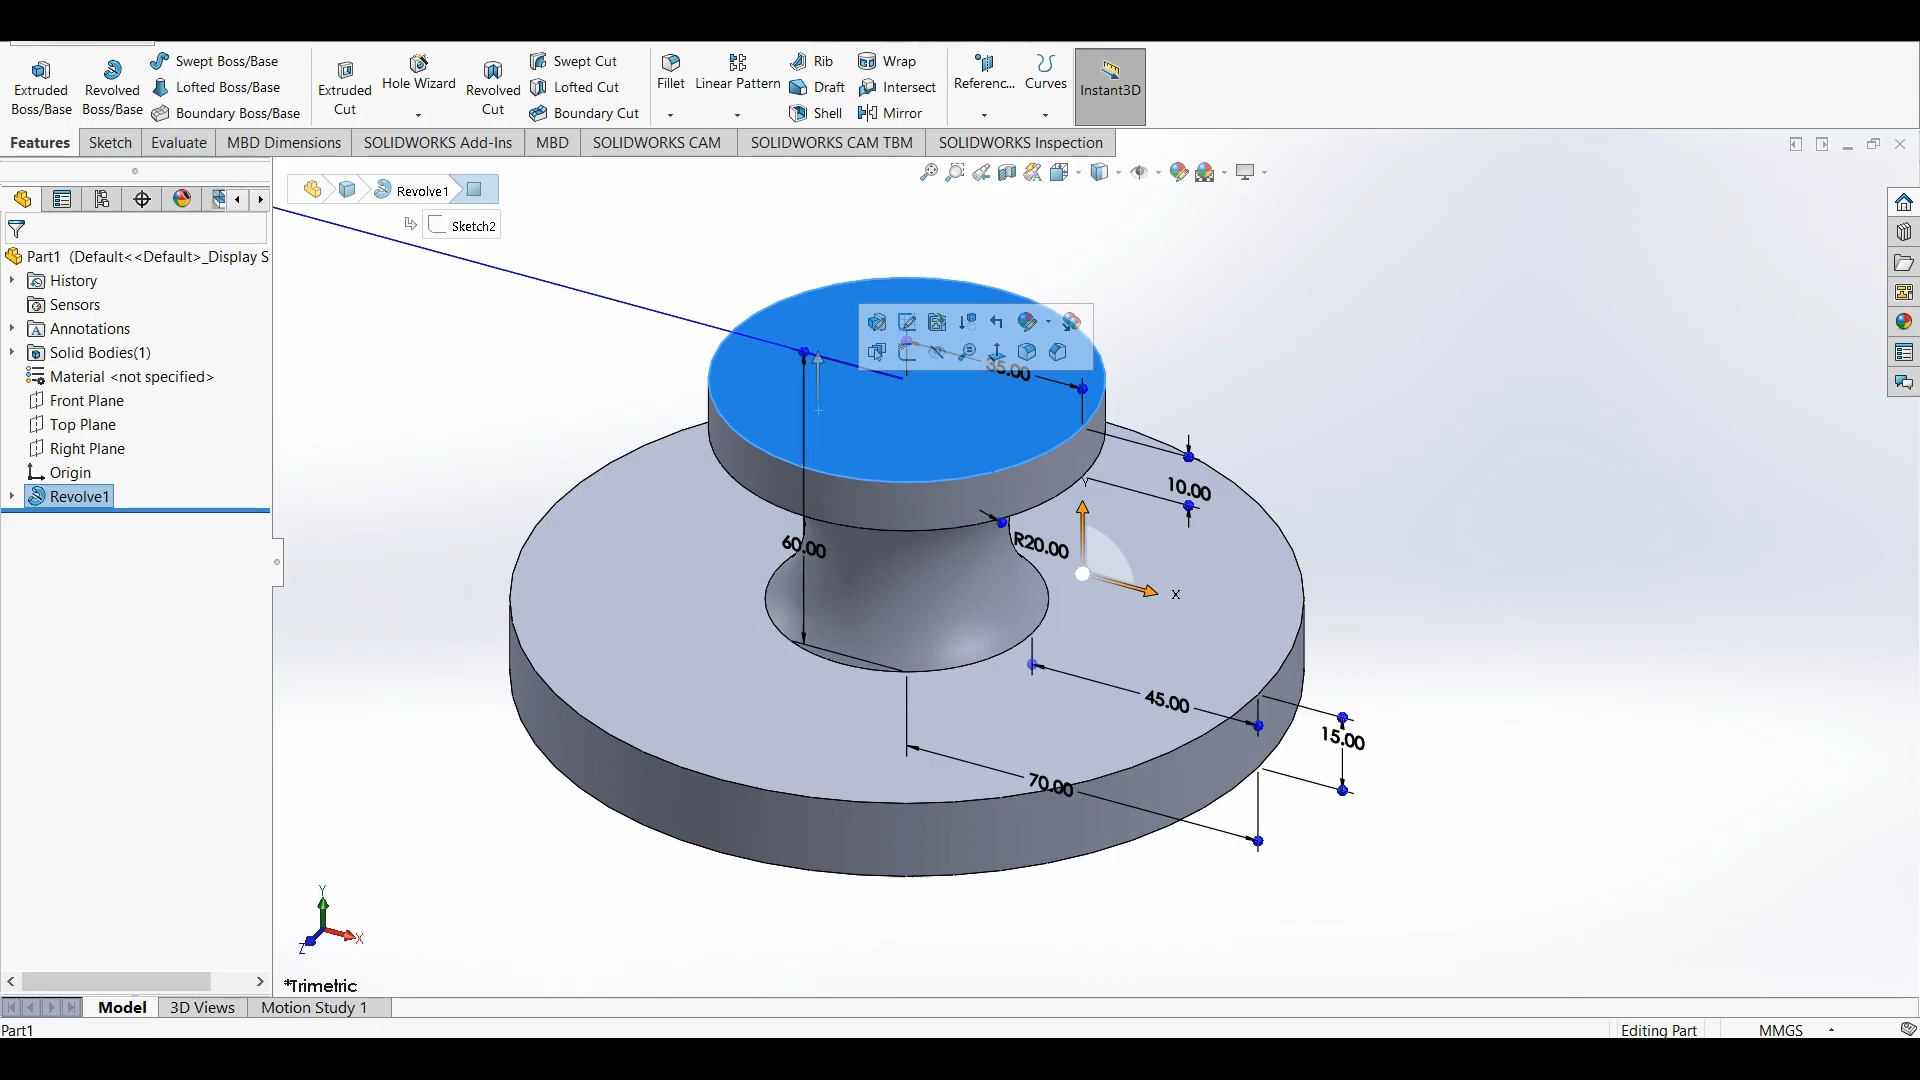 Extruded Boss/Base
Revolved Boss/Base
Swept Boss/Base
Lofted Boss/Base
Boundary Boss/Base
Extruded Cut
Hole Wizard
Revolved Cut
Swept Cut
Lofted Cut
Boundary Cut
Fillet
Linear Pattern
Rib
Draft
Shell
Wrap
Intersect
Mirror
Referenc...
Curves
Instant3D
Features
Sketch
Evaluate
MBD Dimensions
SOLIDWORKS Add-Ins
MBD
SOLIDWORKS CAM
SOLIDWORKS CAM TBM
SOLIDWORKS Inspection
Revolve1
Sketch2
Part1 (Default<<Default>_Display S
History
Sensors
Annotations
Solid Bodies(1)
Material <not specified>
Front Plane
Top Plane
Right Plane
Origin
Revolve1
35.00
10.00
Y
R20.00
60.00
X
45.00
15.00
70.00
Y
X
Z
*Trimetric
Model
3D Views
Motion Study 1
Part1
Editing Part
MMGS